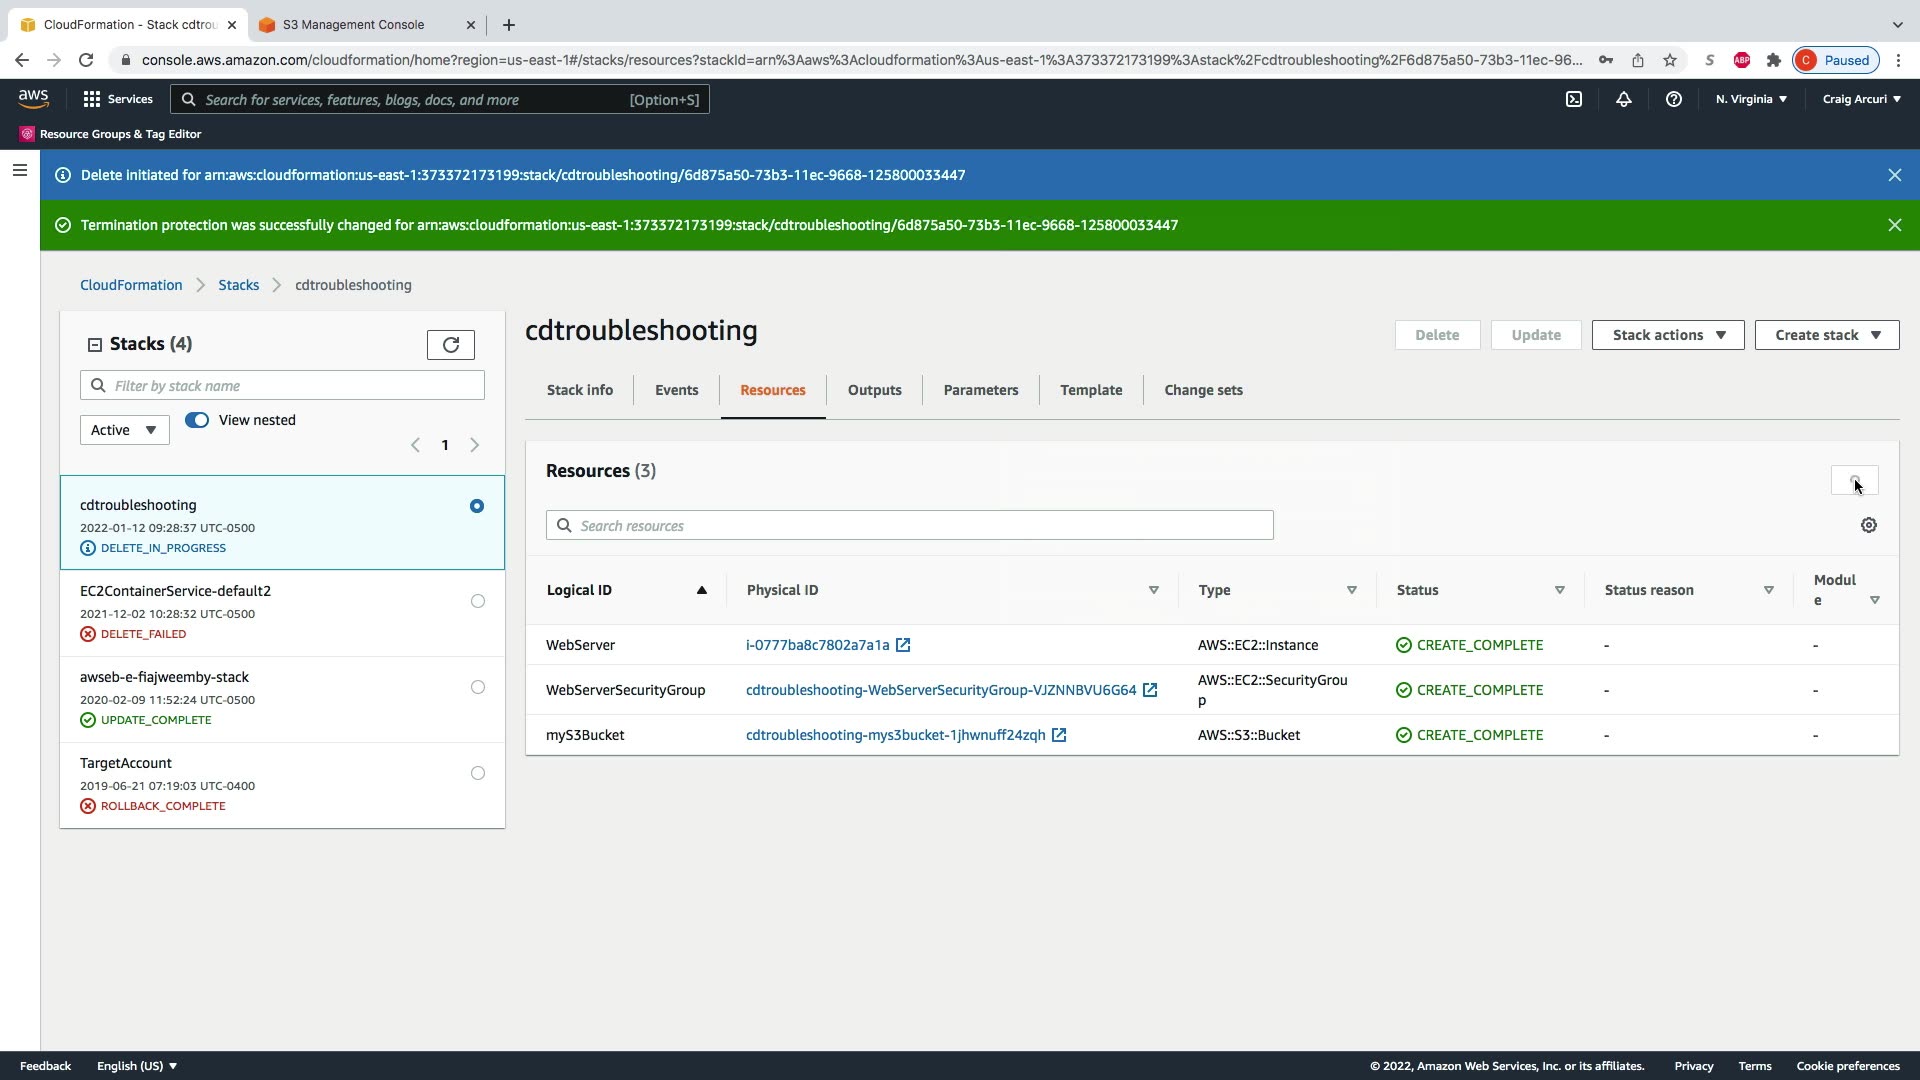 CloudFormation - Stack cdtrou
S3 Management Console
console.aws.amazon.com/cloudformation/home?region=us-east-1#/stacks/resources?stackId=arn%3Aaws%3Acloudformation%3Aus-east-1%3A373372173199%3Astack%2Fcdtroubleshooting%2F6d875a50-73b3-11ec-96...
S
ABP
C Paused
aws
Services
Search for services, features, blogs, docs, and more [Option+S]
N. Virginia
Craig Arcuri
Resource Groups & Tag Editor
Delete initiated for arn:aws:cloudformation:us-east-1:373372173199:stack/cdtroubleshooting/6d875a50-73b3-11ec-9668-125800033447
Termination protection was successfully changed for arn:aws:cloudformation:us-east-1:373372173199:stack/cdtroubleshooting/6d875a50-73b3-11ec-9668-125800033447
CloudFormation > Stacks > cdtroubleshooting
Stacks (4)
Filter by stack name
Active
View nested
1
cdtroubleshooting
2022-01-12 09:28:37 UTC-0500
DELETE_IN_PROGRESS
EC2ContainerService-default2
2021-12-02 10:28:32 UTC-0500
DELETE_FAILED
awseb-e-fiajweemby-stack
2020-02-09 11:52:24 UTC-0500
UPDATE_COMPLETE
TargetAccount
2019-06-21 07:19:03 UTC-0400
ROLLBACK_COMPLETE
cdtroubleshooting
Delete Update Stack actions Create stack
Stack info Events Resources Outputs Parameters Template Change sets
Resources (3)
Search resources
Logical ID Physical ID Type Status Status reason Modul
e
WebServer i-0777ba8c7802a7a1a AWS::EC2::Instance CREATE_COMPLETE - -
WebServerSecurityGroup cdtroubleshooting-WebServerSecurityGroup-VJZNNBVU6G64 AWS::EC2::SecurityGrou CREATE_COMPLETE - -
p
myS3Bucket cdtroubleshooting-mys3bucket-1jhwnuff24zqh AWS::S3::Bucket CREATE_COMPLETE - -
Feedback English (US) © 2022, Amazon Web Services, Inc. or its affiliates. Privacy Terms Cookie preferences